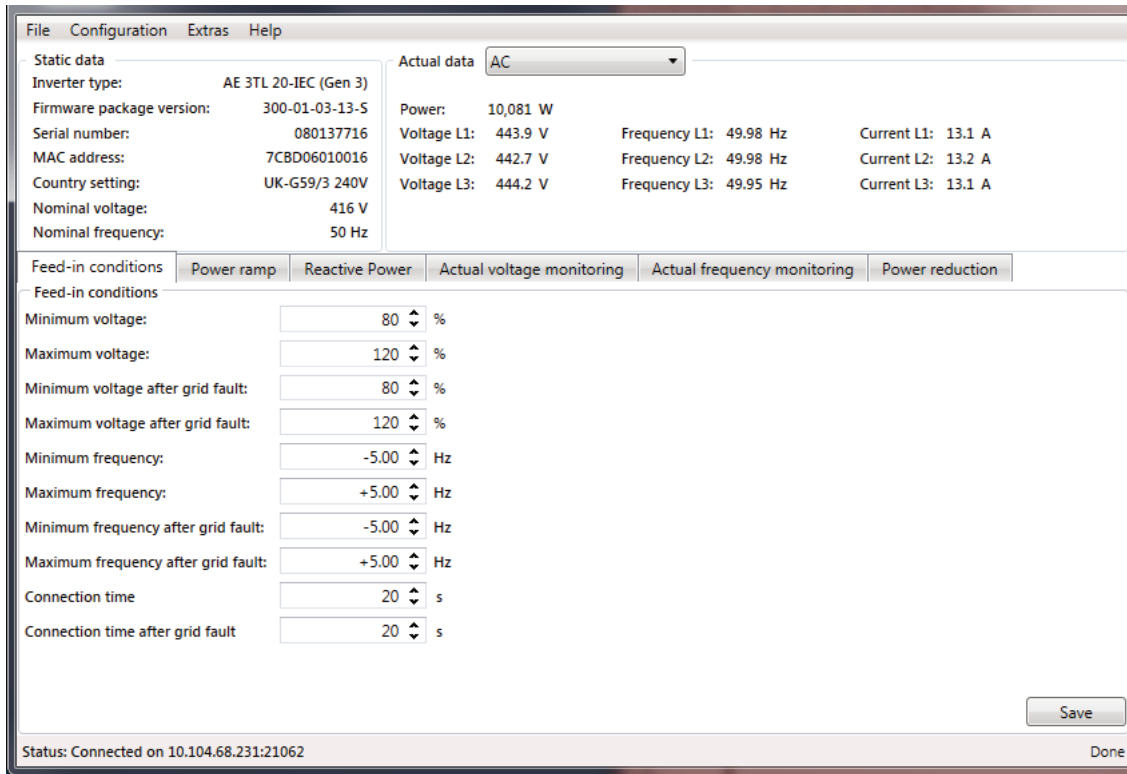 File Configuration Extras Help
Static data
Inverter type: AE 3TL 20-IEC (Gen 3)
Firmware package version: 300-01-03-13-S
Serial number: 080137716
MAC address: 7CBD06010016
Country setting: UK-G59/3 240V
Nominal voltage: 416 V
Nominal frequency: 50 Hz
Actual data AC
Power: 10,081 W
Voltage L1: 443.9 V Frequency L1: 49.98 Hz Current L1: 13.1 A
Voltage L2: 442.7 V Frequency L2: 49.98 Hz Current L2: 13.2 A
Voltage L3: 444.2 V Frequency L3: 49.95 Hz Current L3: 13.1 A
Feed-in conditions Power ramp Reactive Power Actual voltage monitoring Actual frequency monitoring Power reduction
Feed-in conditions
Minimum voltage: 80 %
Maximum voltage: 120 %
Minimum voltage after grid fault: 80 %
Maximum voltage after grid fault: 120 %
Minimum frequency: -5.00 Hz
Maximum frequency: +5.00 Hz
Minimum frequency after grid fault: -5.00 Hz
Maximum frequency after grid fault: +5.00 Hz
Connection time 20 s
Connection time after grid fault 20 s
Save
Status: Connected on 10.104.68.231:21062 Done